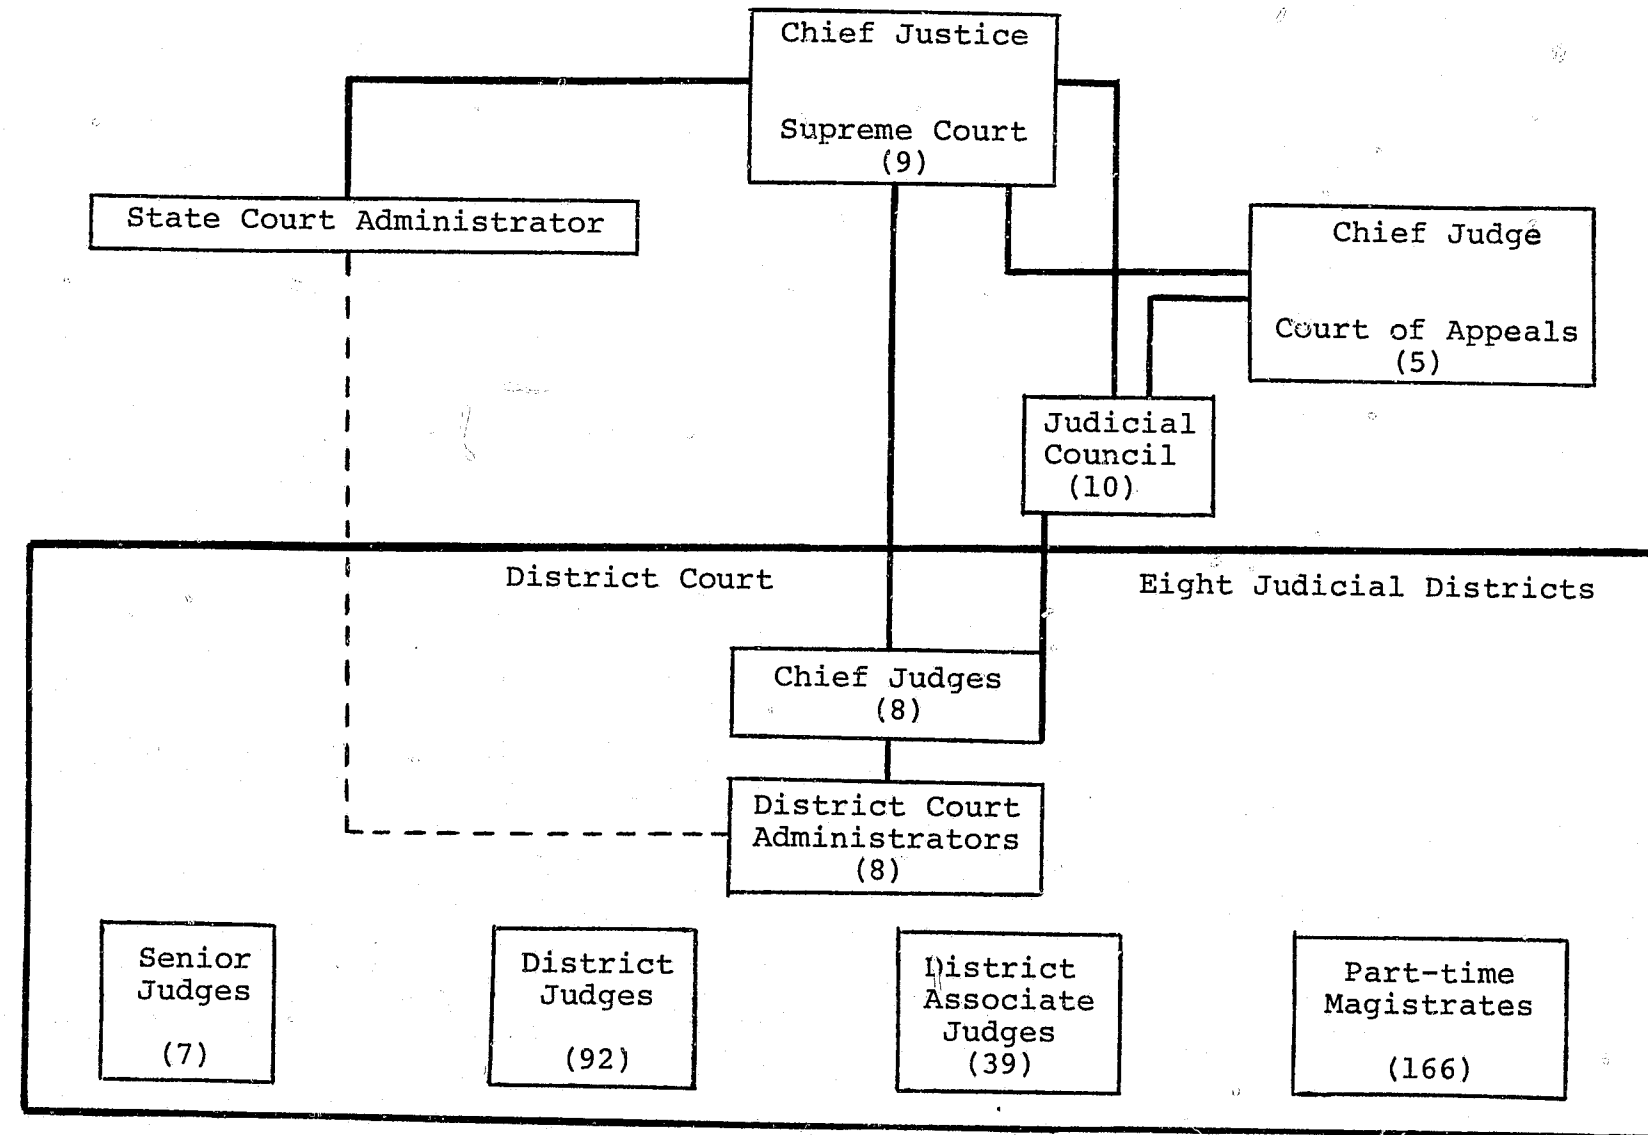 Chief Justice
Supreme Court
(9)
State Court Administrator
Chief Judge
Court of Appeals
(5)
Judicial
Council
(10)
District Court
Eight Judicial Districts
Chief Judges
(8)
District Court
Administrators
(8)
Senior
Judges
(7)
District
Judges
(92)
District
Associate
Judges
(39)
Part-time
Magistrates
(166)